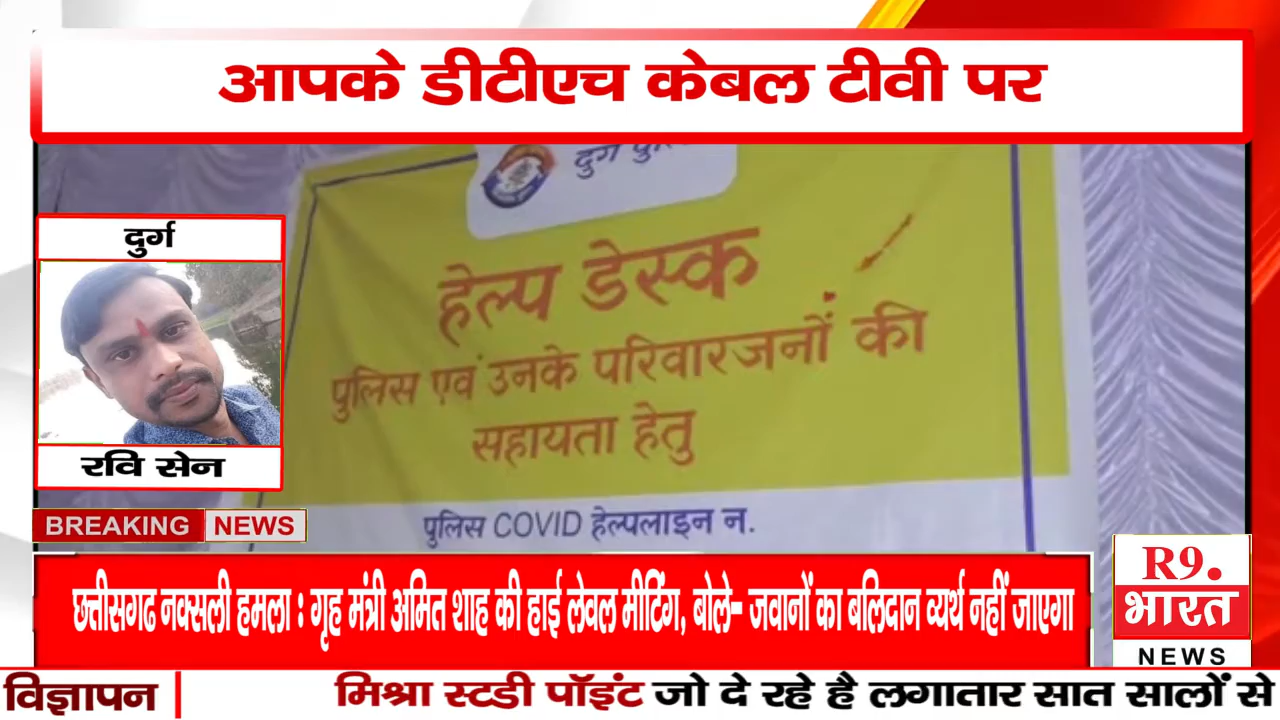 आपके डीटीएच केबल टीवी पर
दुर्ग
हेल्प डेस्क
पुलिस एवं उनके परिवारजनों की
सहायता हेतु
पुलिस COVID हेल्पलाइन न.
दुर्ग
रवि सेन
BREAKING NEWS
छत्तीसगढ नक्सली हमला : गृह मंत्री अमित शाह की हाई लेवल मीटिंग, बोले- जवानों का बलिदान व्यर्थ नहीं जाएगा
R9.
भारत
NEWS
विज्ञापन
मिश्रा स्टडी पॉइंट जो दे रहे है लगातार सात सालों से